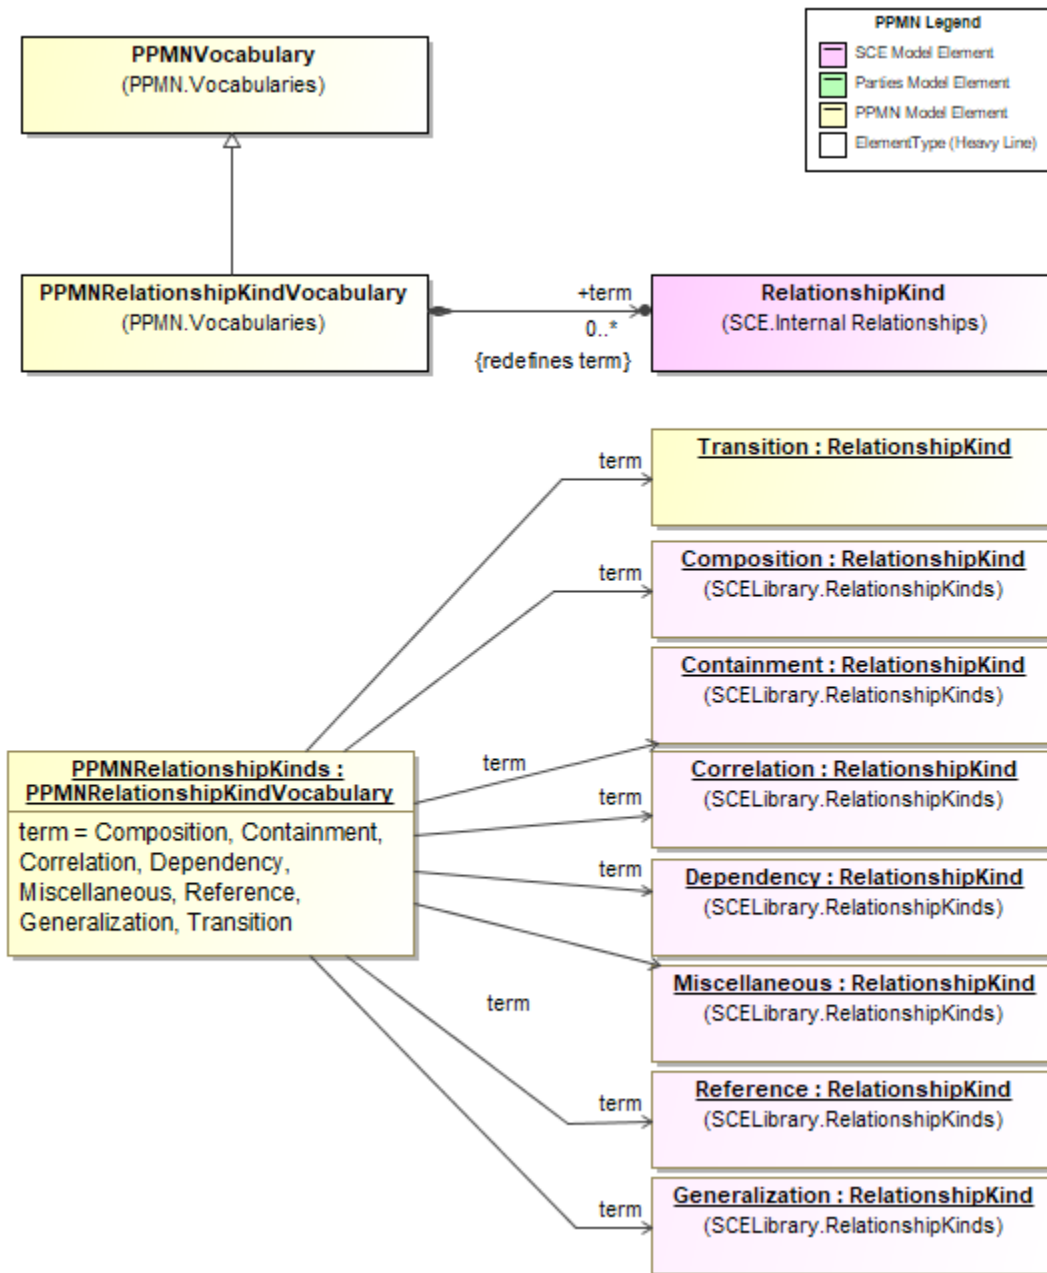 PPMN Legend
SCE Model Element
Parties Model Element
PPMN Model Element
ElementType (Heavy Line)
PPMNVocabulary
(PPMN.Vocabularies)
PPMNRelationshipKindVocabulary
(PPMN.Vocabularies)
+term
0..*
{redefines term}
RelationshipKind
(SCE.Internal Relationships)
term
Transition : RelationshipKind
term
Composition : RelationshipKind
(SCELibrary.RelationshipKinds)
Containment : RelationshipKind
(SCELibrary.RelationshipKinds)
PPMNRelationshipKinds :
PPMNRelationshipKindVocabulary
term = Composition, Containment,
Correlation, Dependency,
Miscellaneous, Reference,
Generalization, Transition
term
Correlation : RelationshipKind
(SCELibrary.RelationshipKinds)
term
term
Dependency : RelationshipKind
(SCELibrary.RelationshipKinds)
Miscellaneous : RelationshipKind
(SCELibrary.RelationshipKinds)
term
term
Reference : RelationshipKind
(SCELibrary.RelationshipKinds)
term
Generalization : RelationshipKind
(SCELibrary.RelationshipKinds)